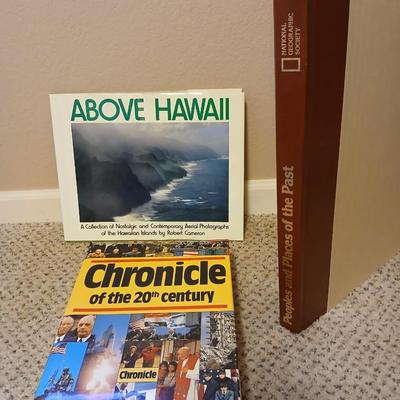 ABOVE HAWAII
A Collection of Nostalgic and Contemporary Aerial Photographs
of the Hawaiian Islands by Robert Cameron
Chronicle
of the 20th century
Chronicle
NATIONAL
GEOGRAPHIC
SOCIETY
Peoples and Places of the Past